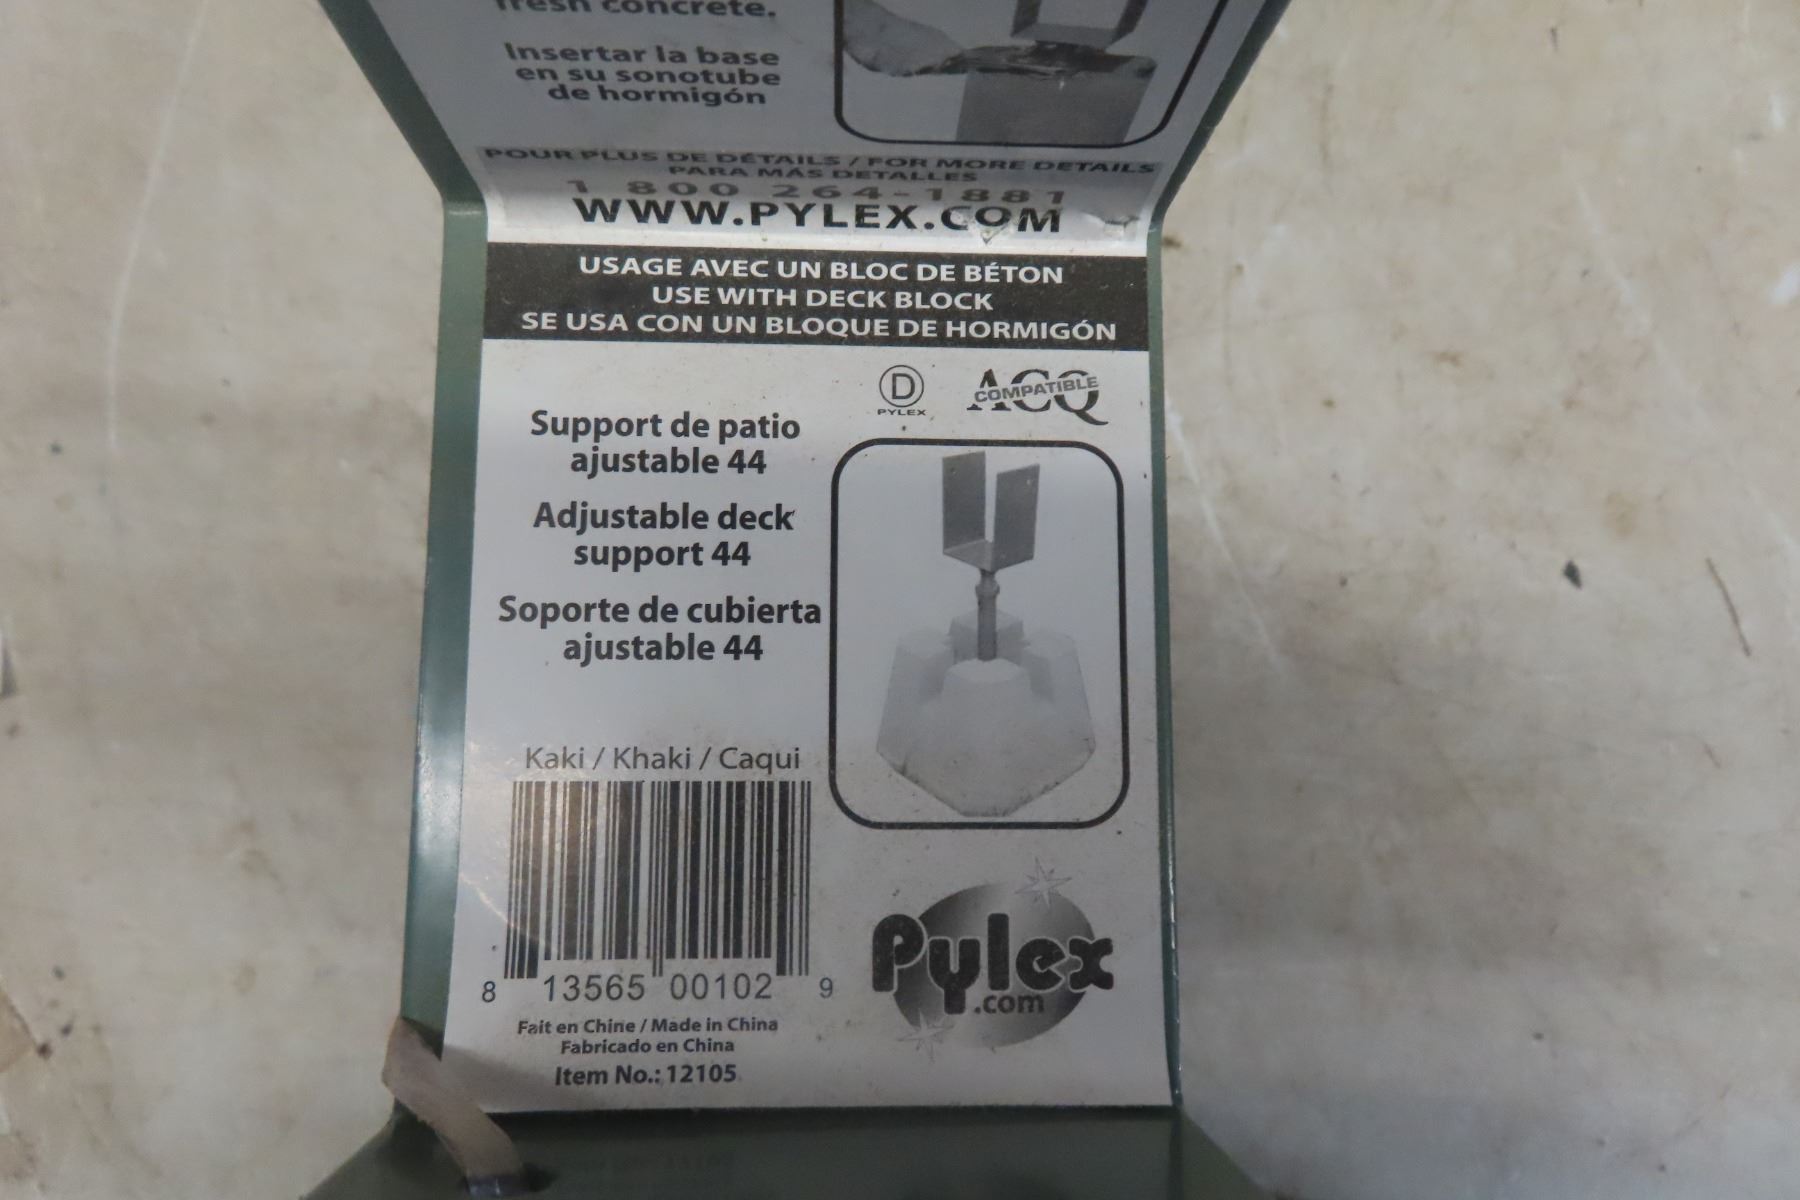 fresh concrete.
Insertar la base
en su sonotube
de hormigón
POUR PLUS DE DÉTAILS / FOR MORE DETAILS
PARA MÁS DETALLES
1 800 264-1881
WWW.PYLEX.COM
USAGE AVEC UN BLOC DE BÉTON
USE WITH DECK BLOCK
SE USA CON UN BLOQUE DE HORMIGÓN
D
PYLEX
ACQ
COMPATIBLE
Support de patio
ajustable 44
Adjustable deck
support 44
Soporte de cubierta
ajustable 44
Kaki / Khaki / Caqui
8 13565 00102 9
Fait en Chine / Made in China
Fabricado en China
Item No.: 12105
Pylex
.com